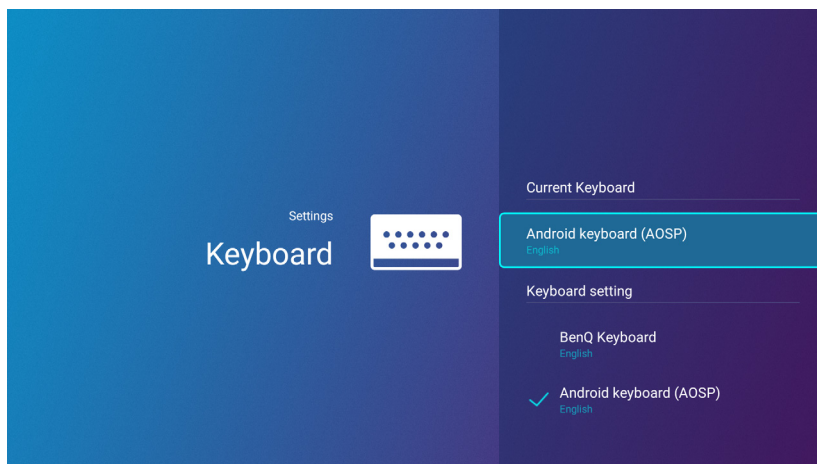 Settings
Keyboard
Current Keyboard
Android keyboard (AOSP)
English
Keyboard setting
BenQ Keyboard
English
Android keyboard (AOSP)
English